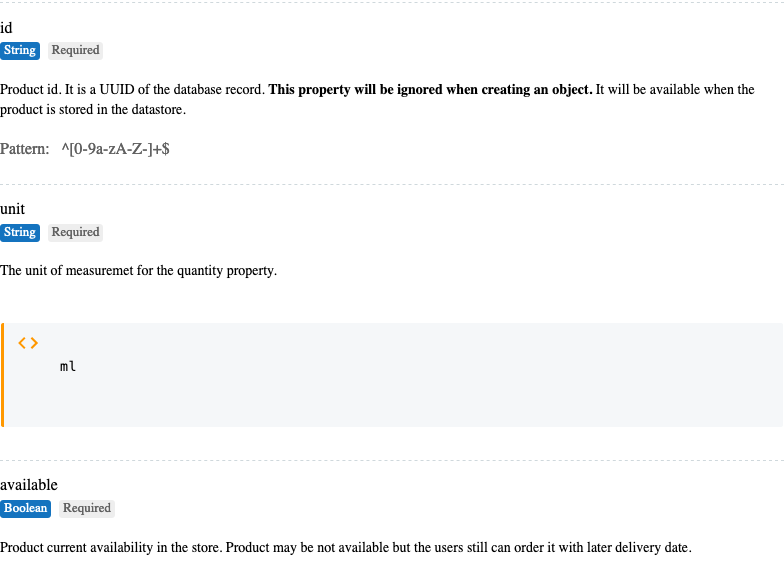 id
String Required
Product id. It is a UUID of the database record. This property will be ignored when creating an object. It will be available when the
product is stored in the datastore.
Pattern: ^[0-9a-zA-Z-]+$
unit
String Required
The unit of measuremet for the quantity property.
ml
available
Boolean Required
Product current availability in the store. Product may be not available but the users still can order it with later delivery date.